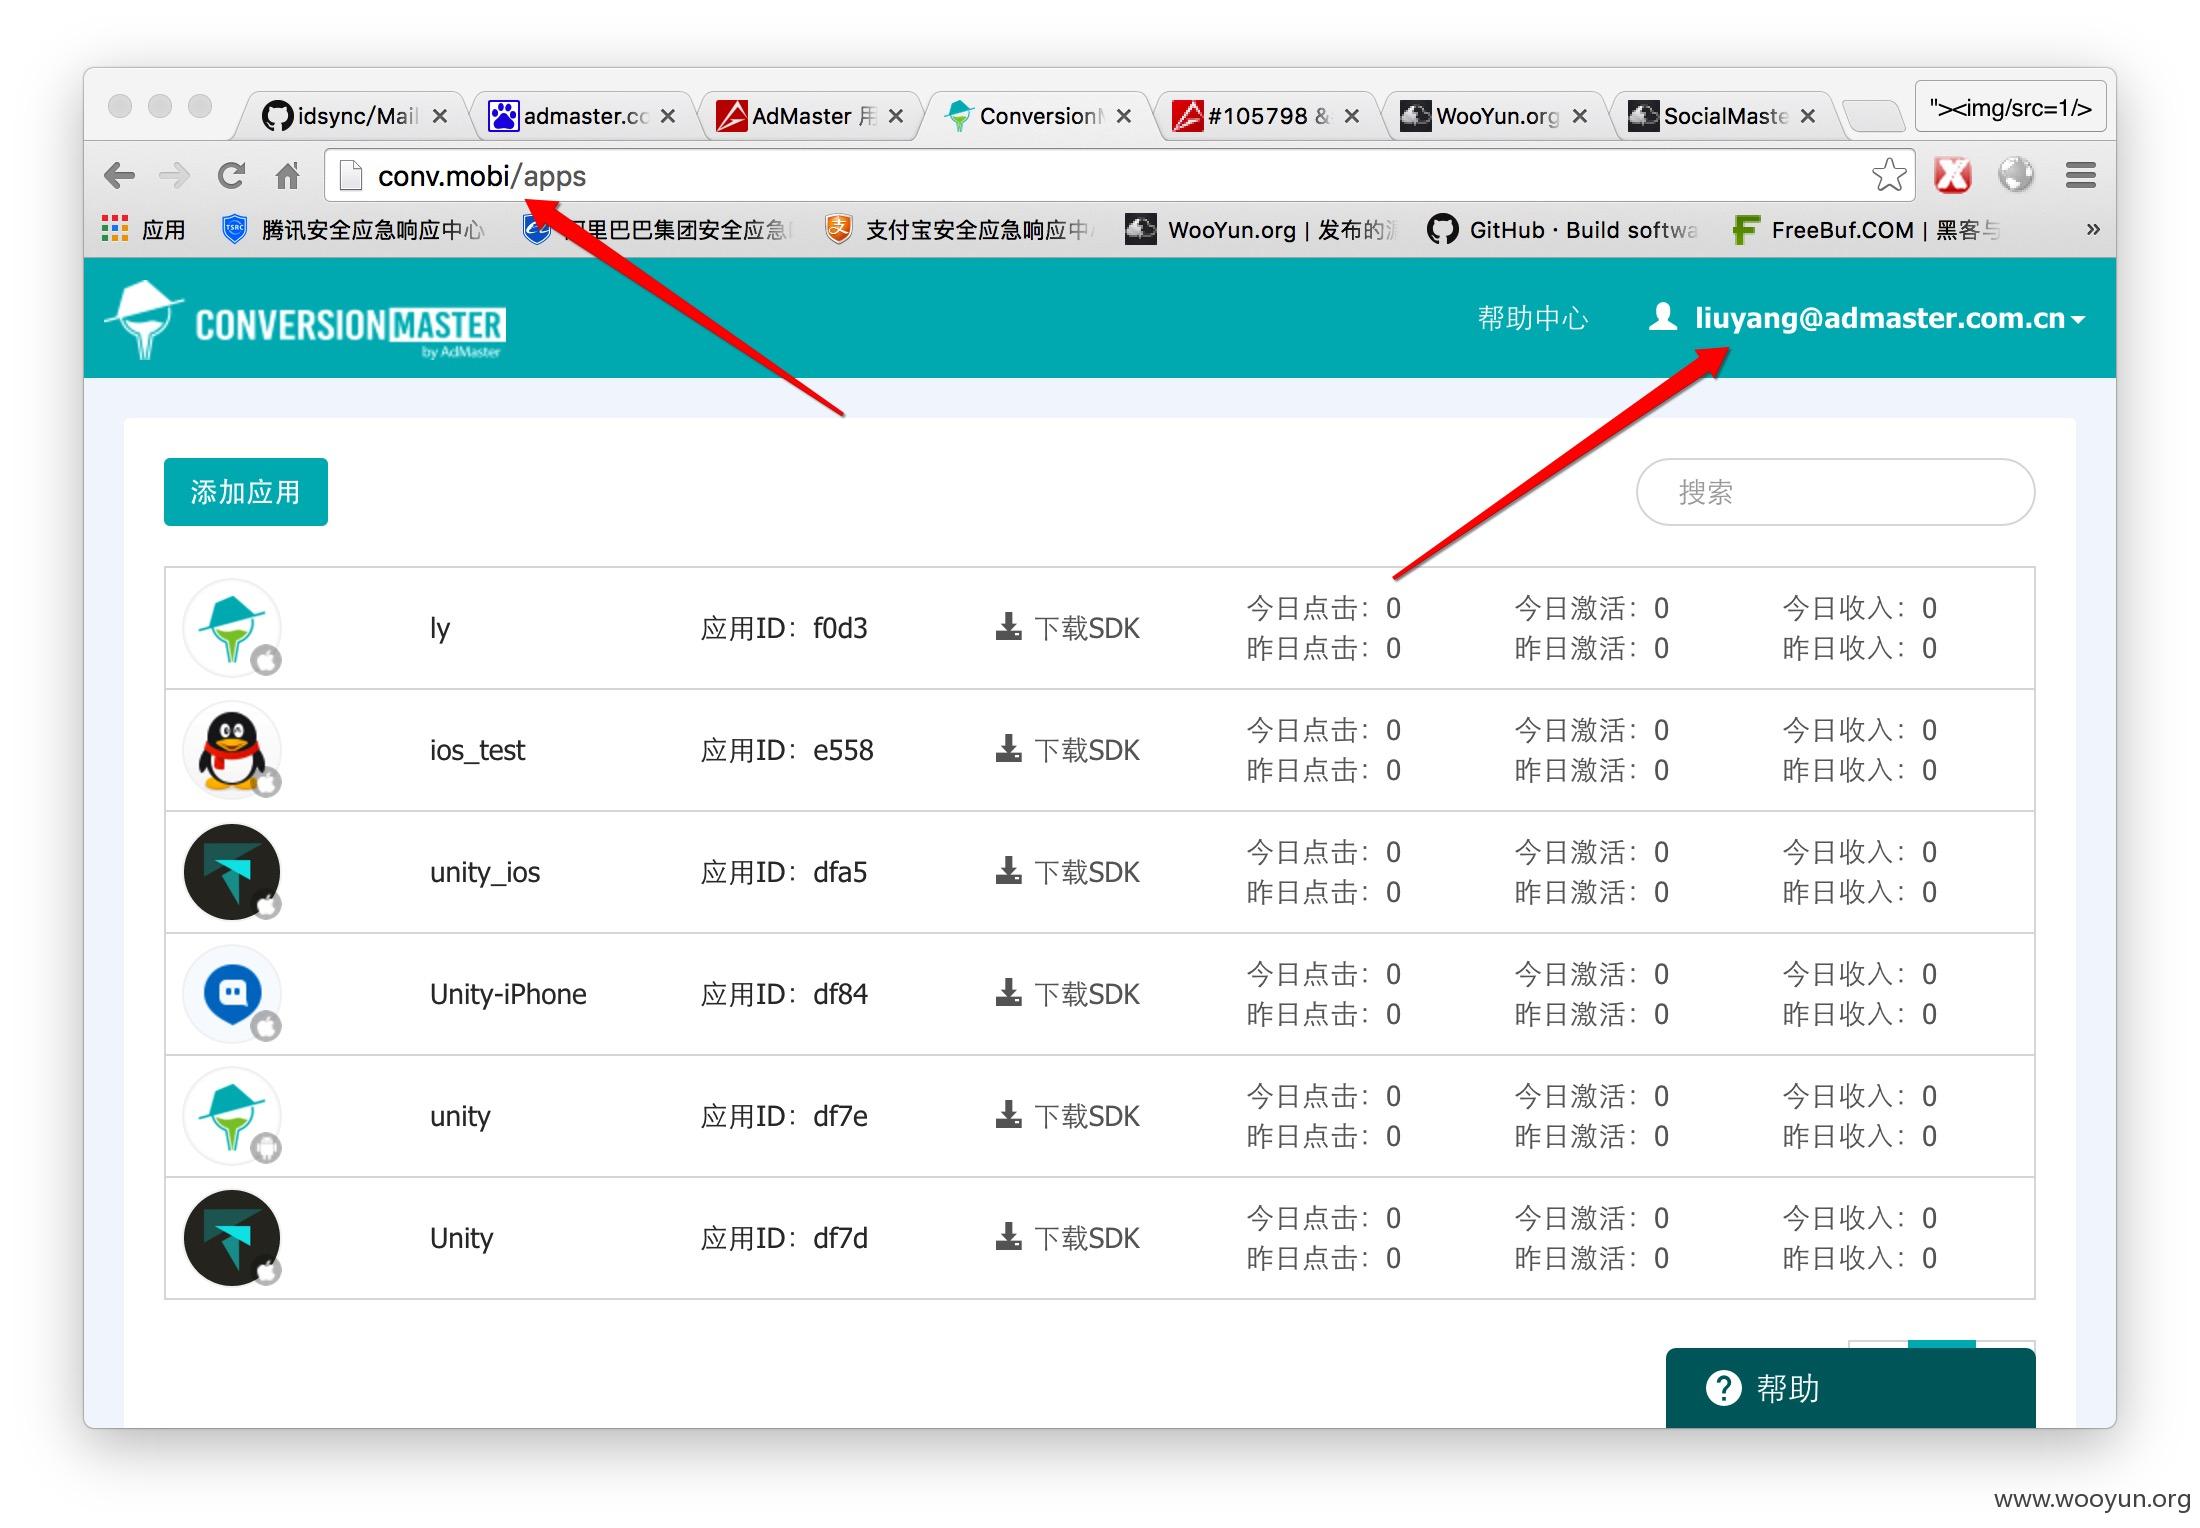 idsync/Mail
admaster.co
AdMaster 用
Conversion
#105798 &
WooYun.org
SocialMaste
"><img/src=1/>
conv.mobi/apps
应用
腾讯安全应急响应中心
阿里巴巴集团安全应急
支付宝安全应急响应中
WooYun.org | 发布的漏
GitHub · Build softwa
FreeBuf.COM | 黑客与
»
CONVERSIONMASTER
by AdMaster
帮助中心
liuyang@admaster.com.cn
添加应用
搜索
ly 应用ID: f0d3 下载SDK 今日点击: 0 今日激活: 0 今日收入: 0
昨日点击: 0 昨日激活: 0 昨日收入: 0
ios_test 应用ID: e558 下载SDK 今日点击: 0 今日激活: 0 今日收入: 0
昨日点击: 0 昨日激活: 0 昨日收入: 0
unity_ios 应用ID: dfa5 下载SDK 今日点击: 0 今日激活: 0 今日收入: 0
昨日点击: 0 昨日激活: 0 昨日收入: 0
Unity-iPhone 应用ID: df84 下载SDK 今日点击: 0 今日激活: 0 今日收入: 0
昨日点击: 0 昨日激活: 0 昨日收入: 0
unity 应用ID: df7e 下载SDK 今日点击: 0 今日激活: 0 今日收入: 0
昨日点击: 0 昨日激活: 0 昨日收入: 0
Unity 应用ID: df7d 下载SDK 今日点击: 0 今日激活: 0 今日收入: 0
昨日点击: 0 昨日激活: 0 昨日收入: 0
? 帮助
www.wooyun.org